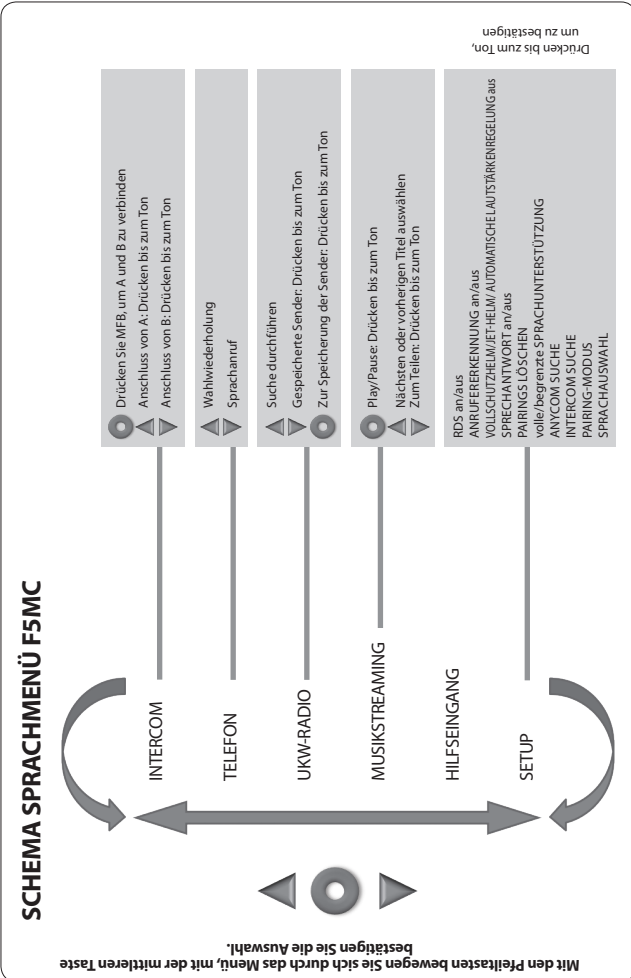 SCHEMA SPRACHMENÜ F5MC
Mit den Pfeiltasten bewegen Sie sich durch das Menü, mit der mittleren Taste
bestätigen Sie die Auswahl.
INTERCOM
Drücken Sie MFB, um A und B zu verbinden
Anschluss von A: Drücken bis zum Ton
Anschluss von B: Drücken bis zum Ton
TELEFON
Wahlwiederholung
Sprachanruf
UKW-RADIO
Suche durchführen
Gespeicherte Sender: Drücken bis zum Ton
Zur Speicherung der Sender: Drücken bis zum Ton
MUSIKSTREAMING
Play/Pause: Drücken bis zum Ton
Nächsten oder vorherigen Titel auswählen
Zum Teilen: Drücken bis zum Ton
HILFSEINGANG
SETUP
RDS an/aus
ANRUFERERKENNUNG an/aus
VOLLSCHUTZHELM/JET-HELM/ AUTOMATISCHE LAUTSTÄRKENREGELUNG aus
SPRECHANTWORT an/aus
PAIRINGS LÖSCHEN
volle/begrenzte SPRACHUNTERSTÜTZUNG
ANYCOM SUCHE
INTERCOM SUCHE
PAIRING-MODUS
SPRACHAUSWAHL
Drücken bis zum Ton,
um zu bestätigen